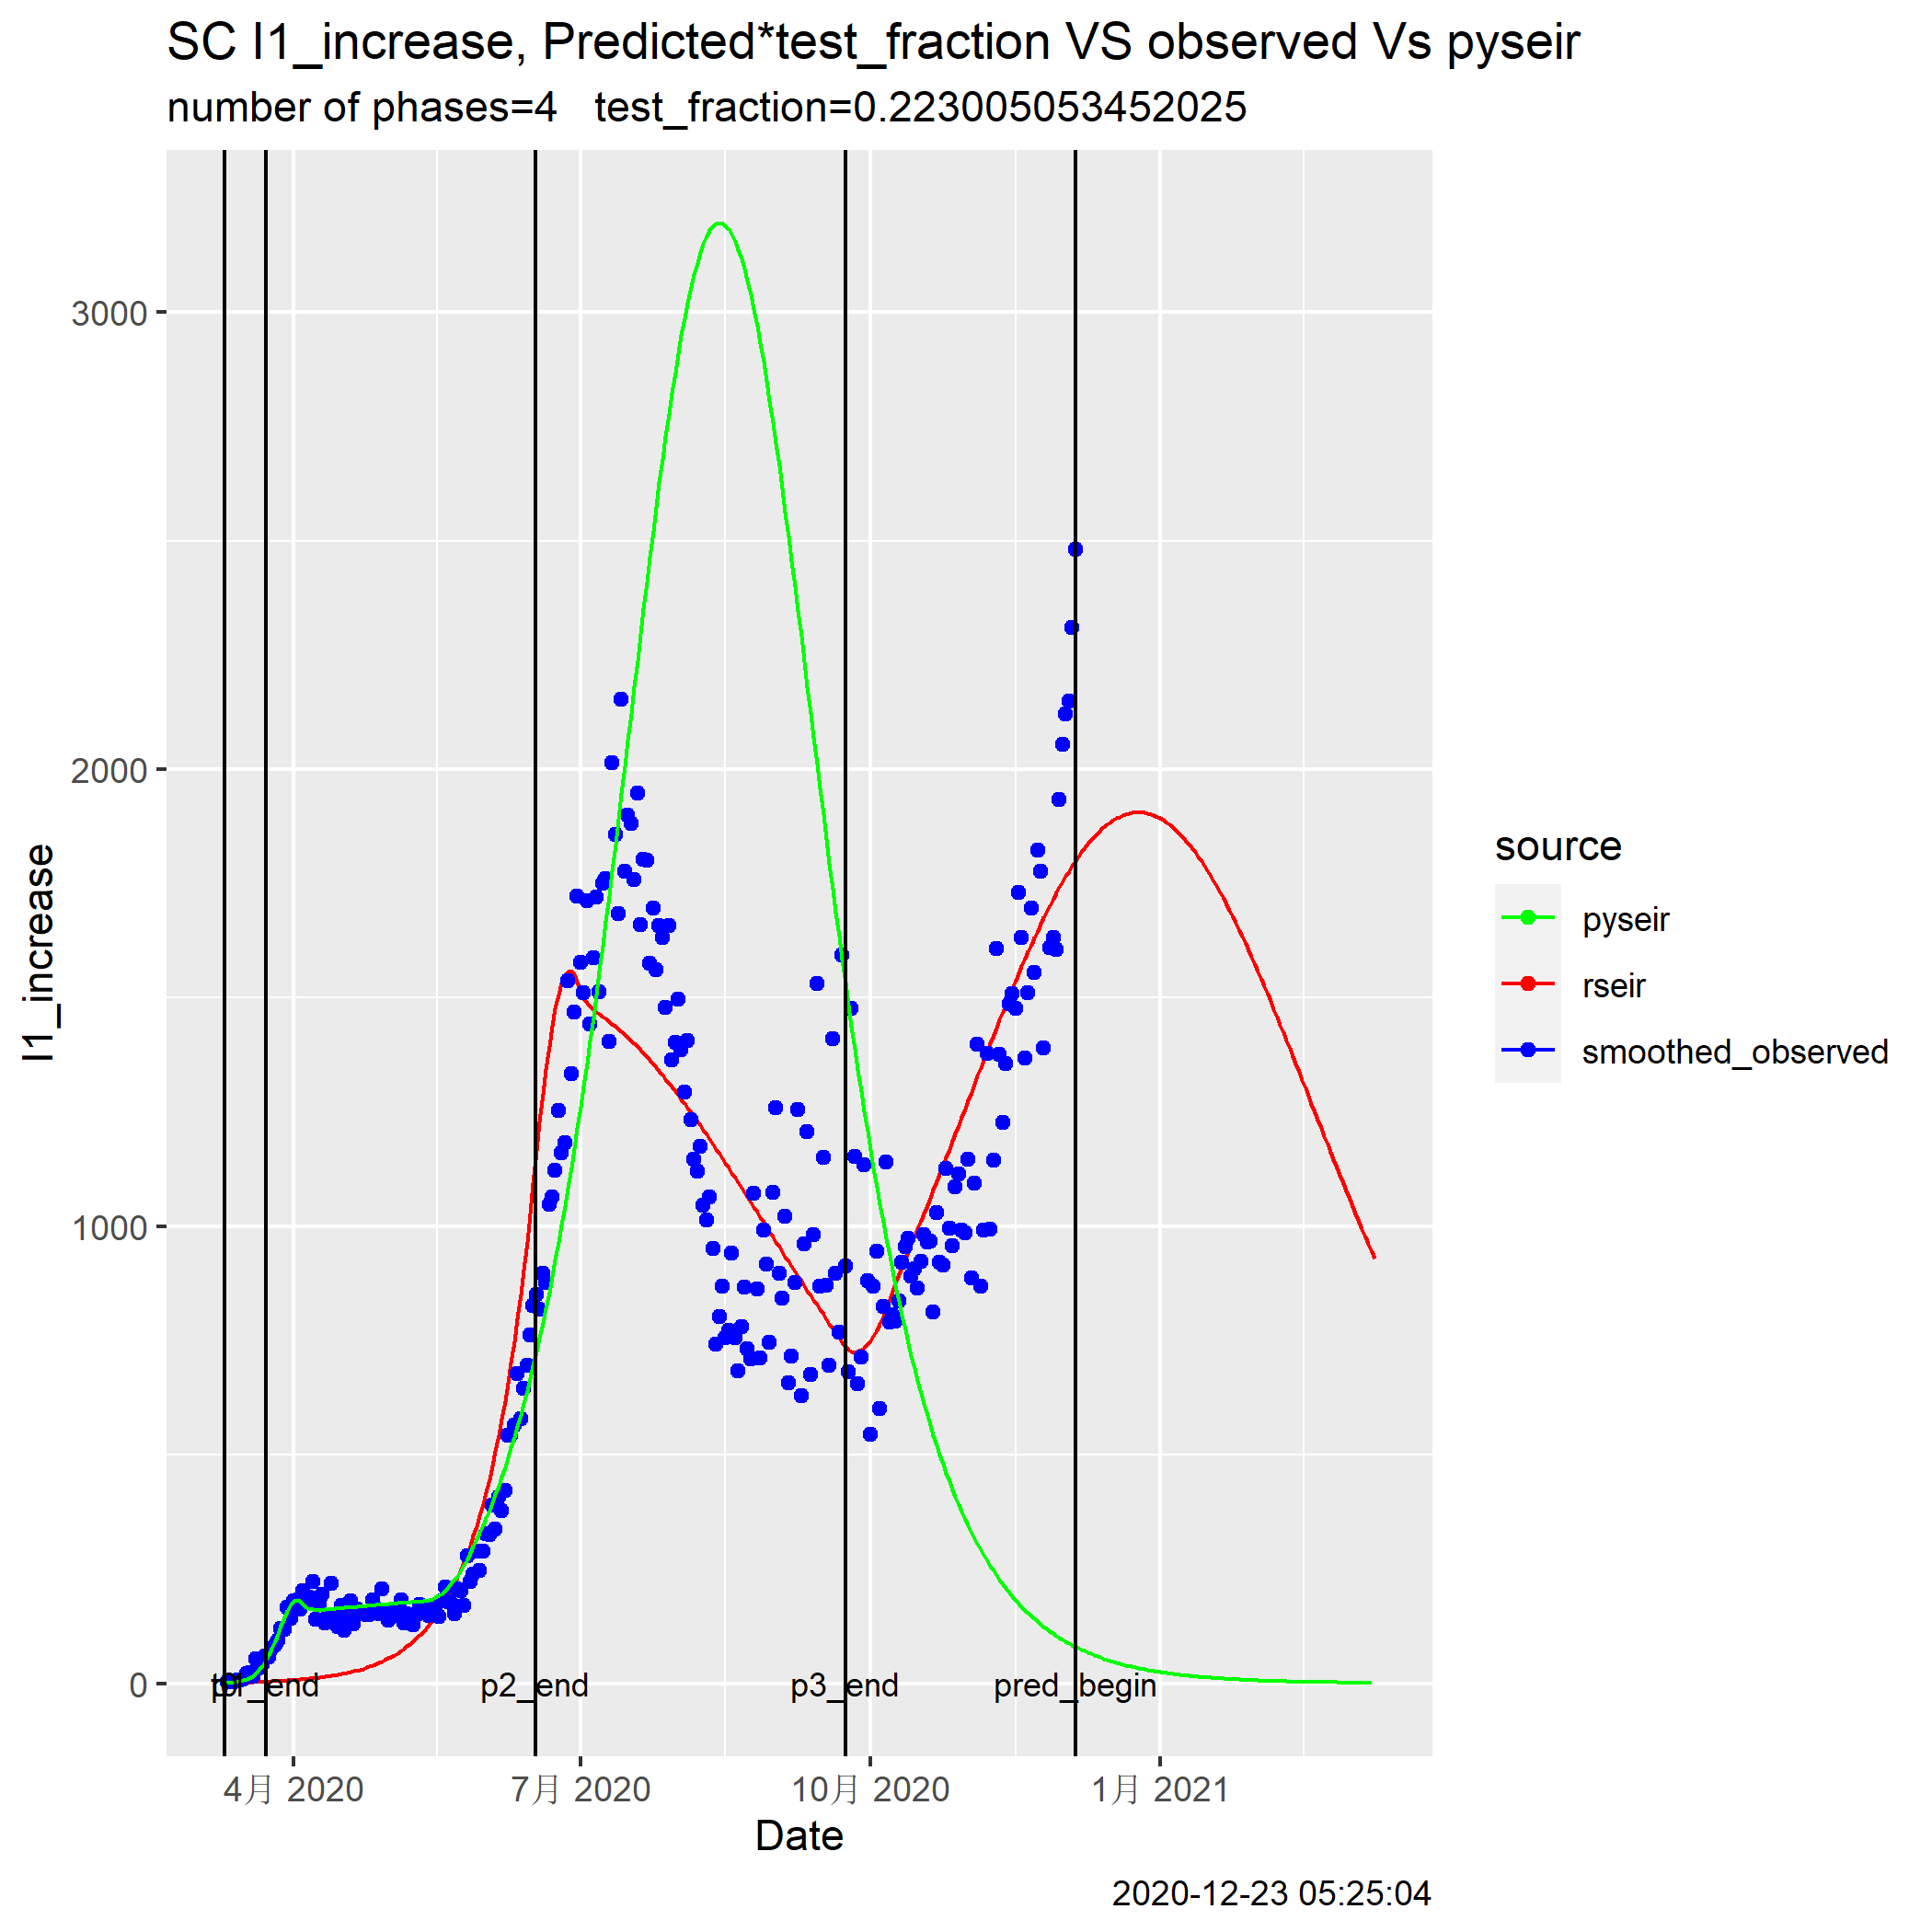 SC I1_increase, Predicted*test_fraction VS observed Vs pyseir
number of phases=4   test_fraction=0.223005053452025
3000
2000
1000
0
I1_increase
p1_end
p2_end
p3_end
pred_begin
4月 2020
7月 2020
10月 2020
1月 2021
Date
source
pyseir
rseir
smoothed_observed
2020-12-23 05:25:04